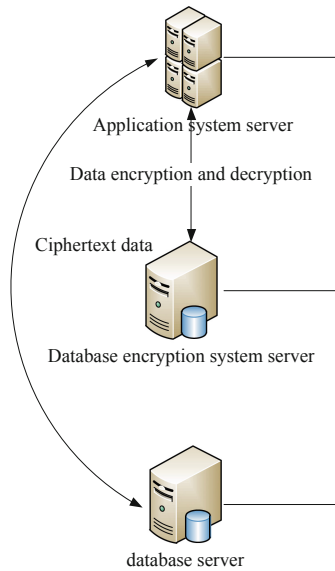 Application system server
Data encryption and decryption
Ciphertext data
Database encryption system server
database server